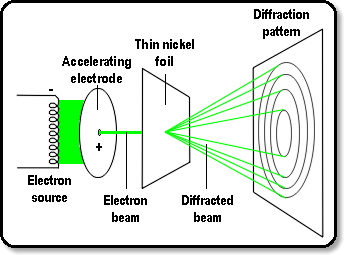 Diffraction
pattern
Thin nickel
foil
Accelerating
electrode
-
+
Electron
source
Electron
beam
Diffracted
beam